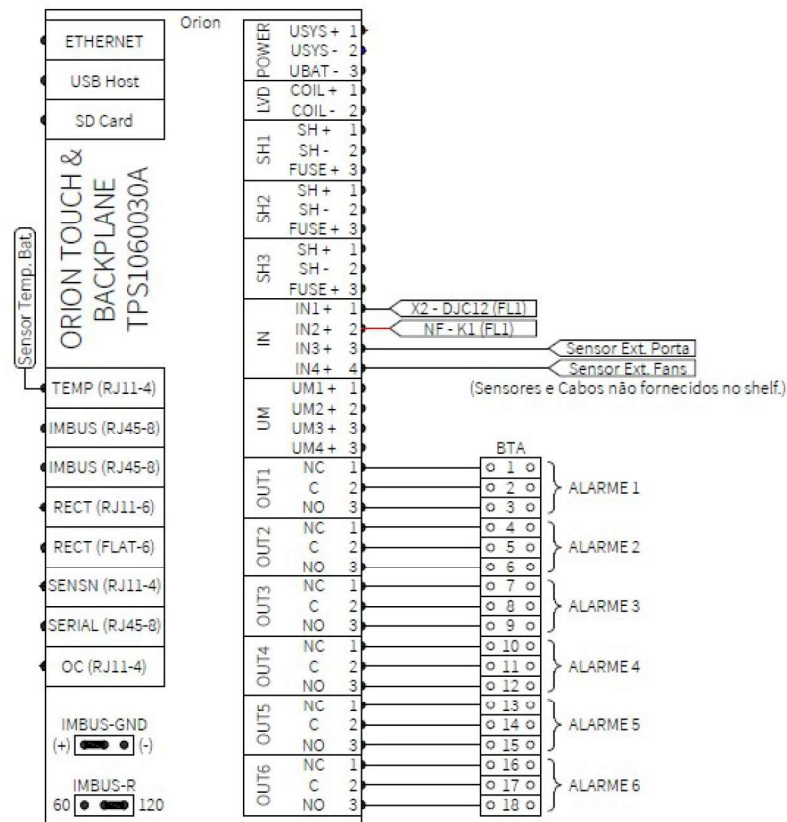 Orion
ETHERNET
USB Host
SD Card
ORION TOUCH &
BACKPLANE
TPS1060030A
Sensor Temp. Bat.
TEMP (RJ11-4)
IMBUS (RJ45-8)
IMBUS (RJ45-8)
RECT (RJ11-6)
RECT (FLAT-6)
SENSN (RJ11-4)
SERIAL (RJ45-8)
OC (RJ11-4)
IMBUS-GND
(+) (-)
IMBUS-R
60 120
POWER
USYS + 1
USYS - 2
UBAT - 3
LVD
COIL + 1
COIL - 2
SH1
SH + 1
SH - 2
FUSE + 3
SH2
SH + 1
SH - 2
FUSE + 3
SH3
SH + 1
SH - 2
FUSE + 3
IN
IN1 + 1 X2 - DJC12 (FL1)
IN2 + 2 NF - K1 (FL1)
IN3 + 3 Sensor Ext. Porta
IN4 + 4 Sensor Ext. Fans
(Sensores e Cabos não fornecidos no shelf.)
UM
UM1 + 1
UM2 + 2
UM3 + 3
UM4 + 3
BTA
OUT1
NC 1 1
C 2 2
NO 3 3
ALARME 1
OUT2
NC 1 4
C 2 5
NO 3 6
ALARME 2
OUT3
NC 1 7
C 2 8
NO 3 9
ALARME 3
OUT4
NC 1 10
C 2 11
NO 3 12
ALARME 4
OUT5
NC 1 13
C 2 14
NO 3 15
ALARME 5
OUT6
NC 1 16
C 2 17
NO 3 18
ALARME 6